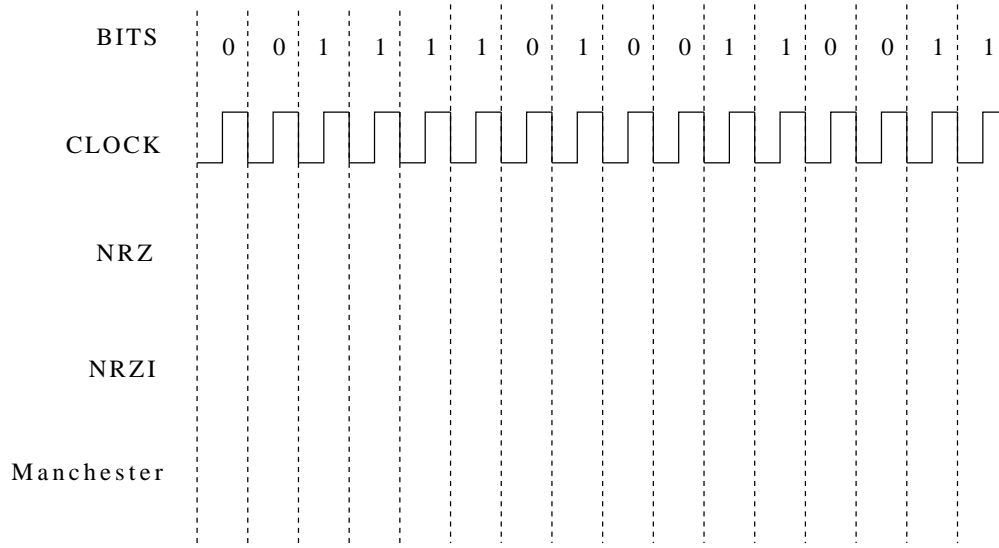 BITS 0 0 1 1 1 1 0 1 0 0 1 1 0 0 1 1
CLOCK
NRZ
NRZI
Manchester